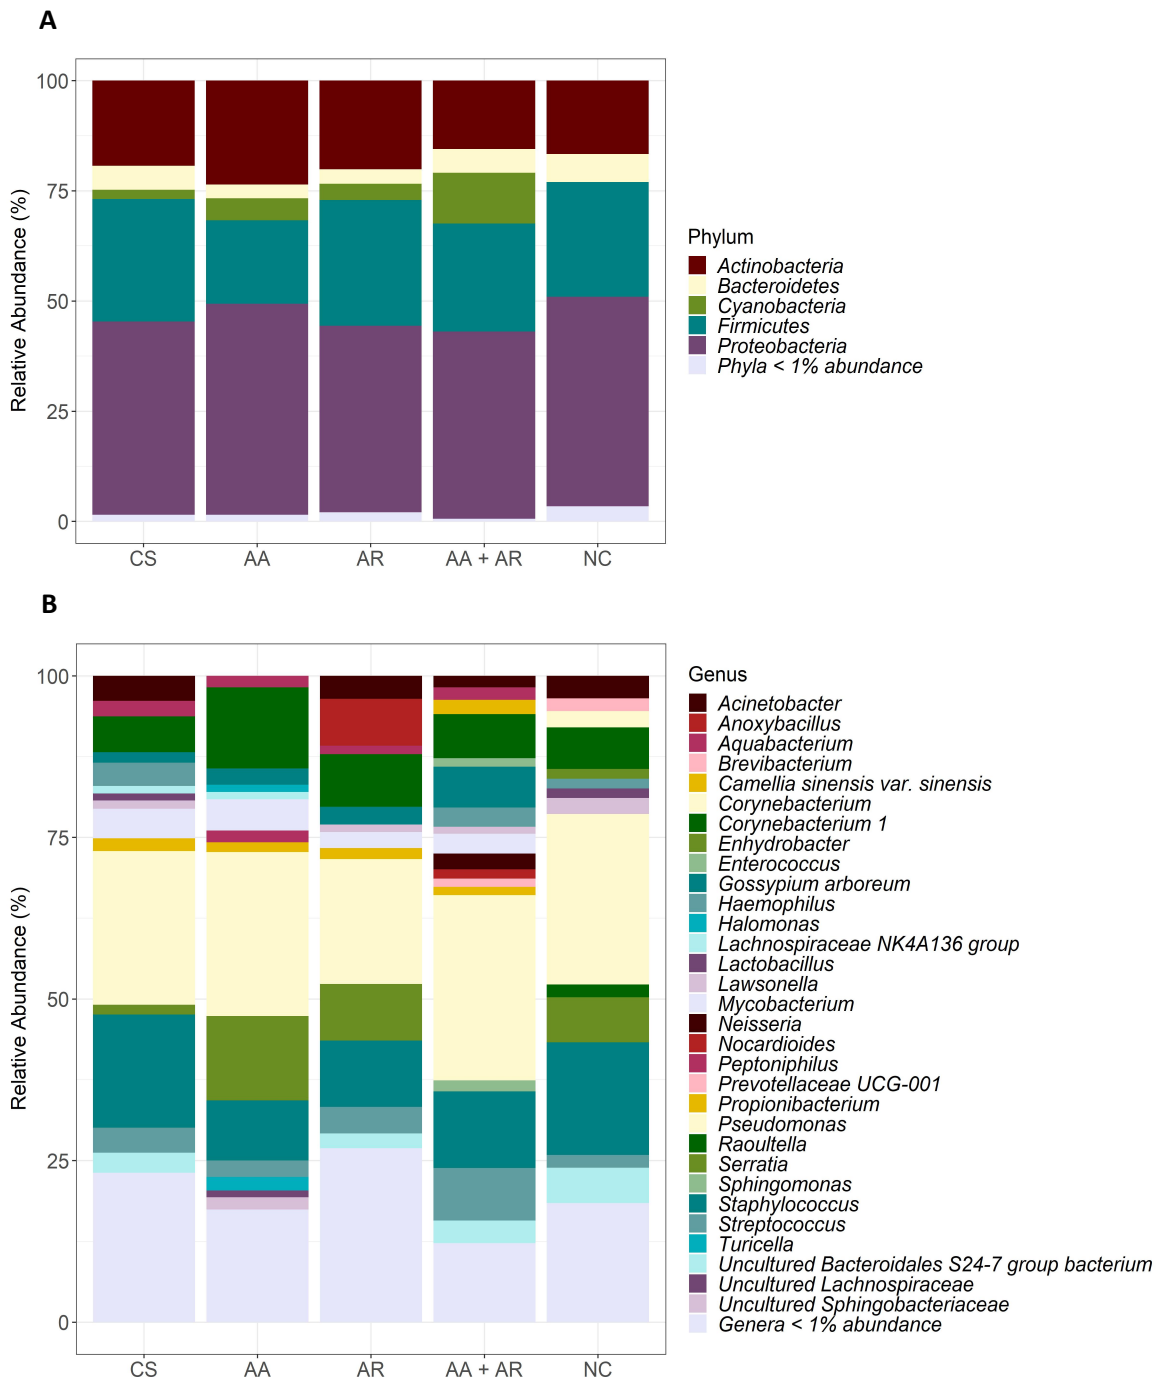 A
Relative Abundance (%)
100
75
50
25
0
CS AA AR AA + AR NC
Phylum
Actinobacteria
Bacteroidetes
Cyanobacteria
Firmicutes
Proteobacteria
Phyla < 1% abundance
B
Relative Abundance (%)
100
75
50
25
0
CS AA AR AA + AR NC
Genus
Acinetobacter
Anoxybacillus
Aquabacterium
Brevibacterium
Camellia sinensis var. sinensis
Corynebacterium
Corynebacterium 1
Enhydrobacter
Enterococcus
Gossypium arboreum
Haemophilus
Halomonas
Lachnospiraceae NK4A136 group
Lactobacillus
Lawsonella
Mycobacterium
Neisseria
Nocardioides
Peptoniphilus
Prevotellaceae UCG-001
Propionibacterium
Pseudomonas
Raoultella
Serratia
Sphingomonas
Staphylococcus
Streptococcus
Turicella
Uncultured Bacteroidales S24-7 group bacterium
Uncultured Lachnospiraceae
Uncultured Sphingobacteriaceae
Genera < 1% abundance